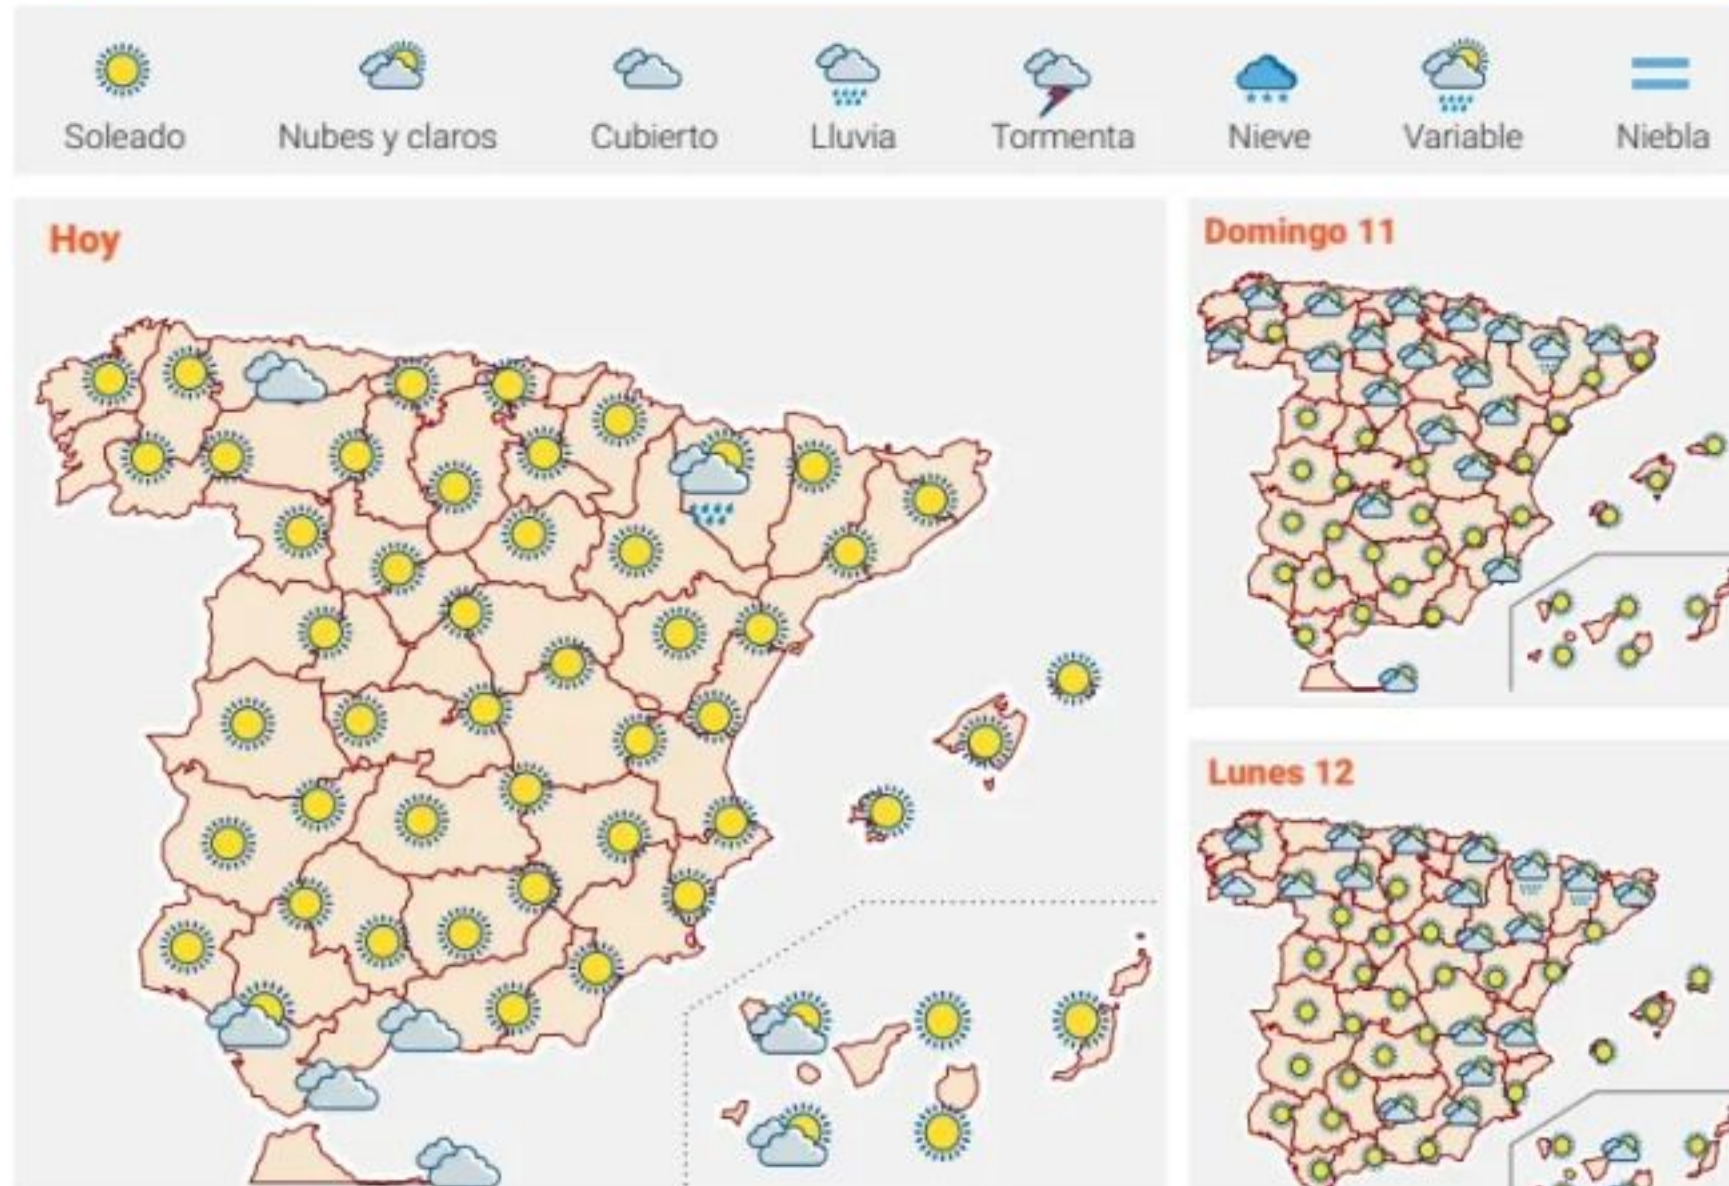 Soleado
Nubes y claros
Cubierto
Lluvia
Tormenta
Nieve
Variable
Niebla
Hoy
Domingo 11
Lunes 12